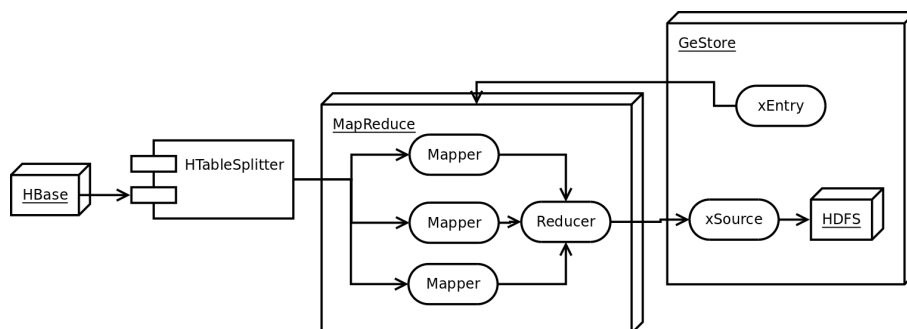 GeStore
xEntry
MapReduce
Mapper
HTableSplitter
HBase
Mapper
Reducer
xSource
HDFS
Mapper